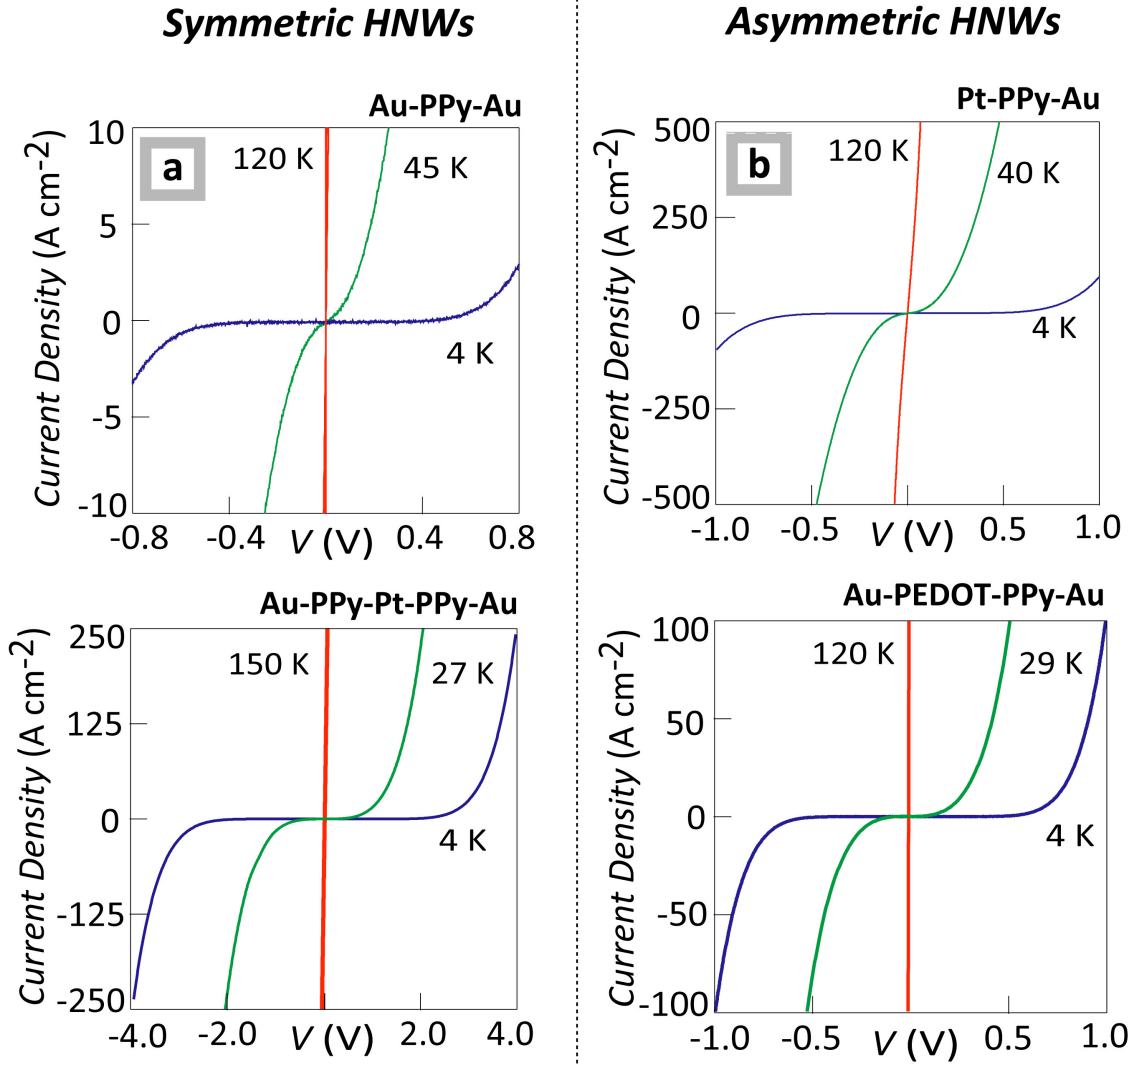 Symmetric HNWs
Asymmetric HNWs
Au-PPy-Au
a
120 K
45 K
4 K
10
5
0
-5
-10
-0.8
-0.4
0.4
0.8
V (V)
Current Density (A cm-2)
Pt-PPy-Au
b
120 K
40 K
4 K
500
250
0
-250
-500
-1.0
-0.5
0.5
1.0
V (V)
Current Density (A cm-2)
Au-PPy-Pt-PPy-Au
150 K
27 K
4 K
250
125
0
-125
-250
-4.0
-2.0
2.0
4.0
V (V)
Current Density (A cm-2)
Au-PEDOT-PPy-Au
120 K
29 K
4 K
100
50
0
-50
-100
-1.0
-0.5
0.5
1.0
V (V)
Current Density (A cm-2)